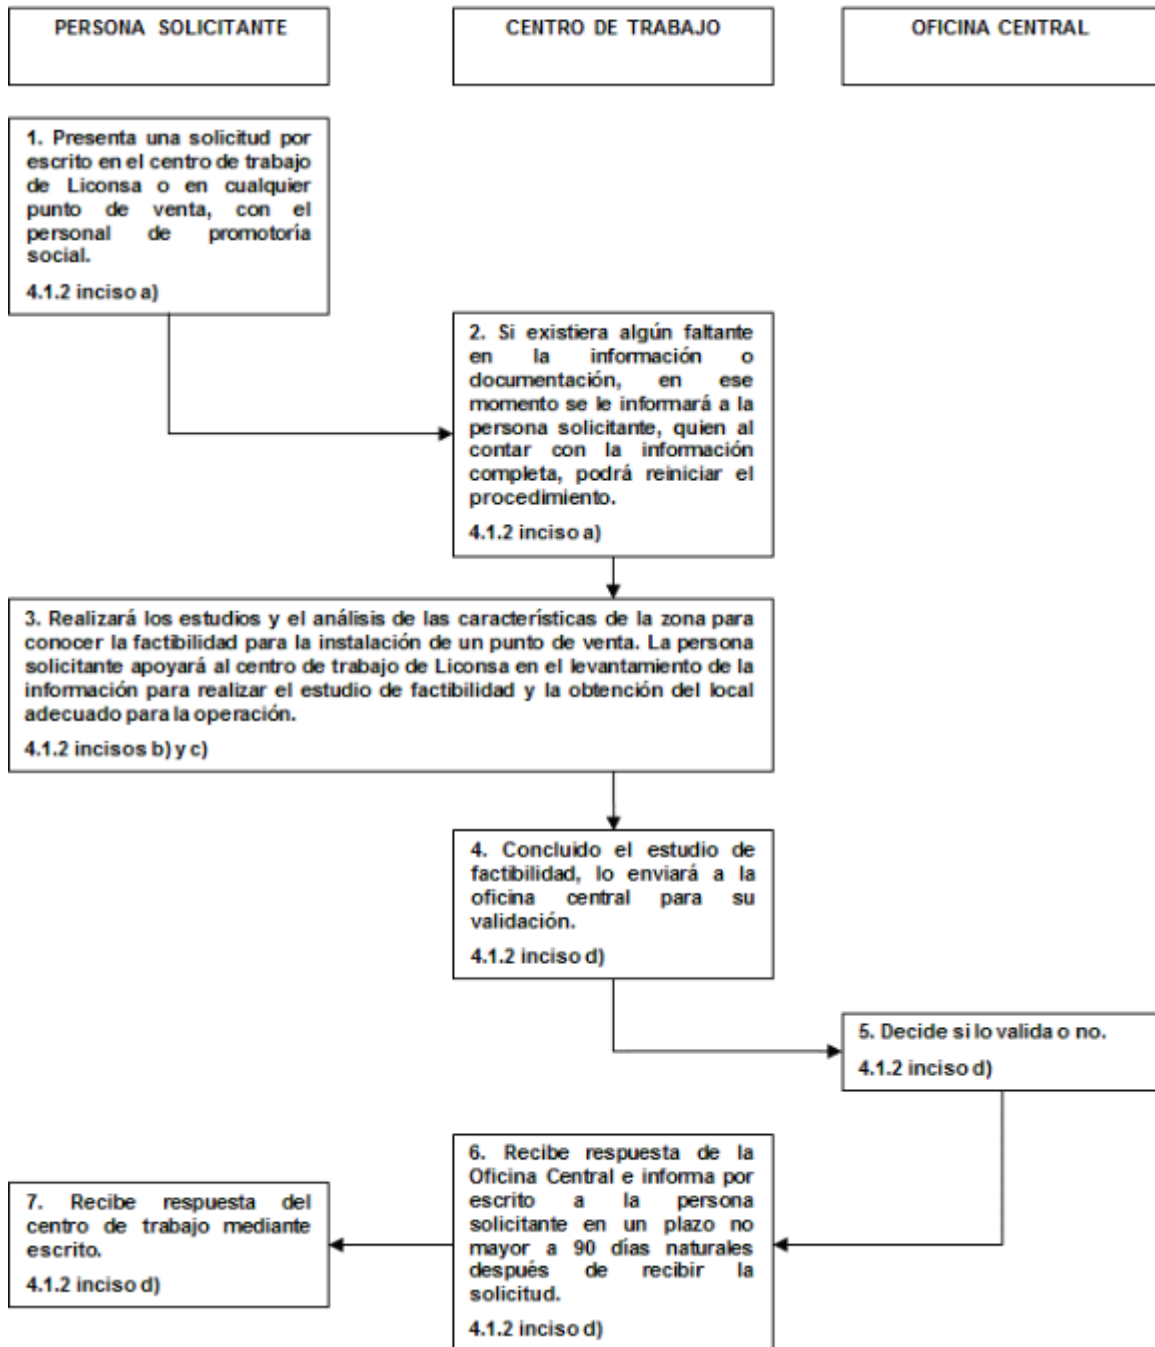 PERSONA SOLICITANTE
CENTRO DE TRABAJO
OFICINA CENTRAL
1. Presenta una solicitud por
escrito en el centro de trabajo
de Liconsa o en cualquier
punto de venta, con el
personal de promotoría
social.
4.1.2 inciso a)
2. Si existiera algún faltante
en la información o
documentación, en ese
momento se le informará a la
persona solicitante, quien al
contar con la información
completa, podrá reiniciar el
procedimiento.
4.1.2 inciso a)
3. Realizará los estudios y el análisis de las características de la zona para
conocer la factibilidad para la instalación de un punto de venta. La persona
solicitante apoyará al centro de trabajo de Liconsa en el levantamiento de la
información para realizar el estudio de factibilidad y la obtención del local
adecuado para la operación.
4.1.2 incisos b) y c)
4. Concluido el estudio de
factibilidad, lo enviará a la
oficina central para su
validación.
4.1.2 inciso d)
5. Decide si lo valida o no.
4.1.2 inciso d)
6. Recibe respuesta de la
Oficina Central e informa por
escrito a la persona
solicitante en un plazo no
mayor a 90 días naturales
después de recibir la
solicitud.
4.1.2 inciso d)
7. Recibe respuesta del
centro de trabajo mediante
escrito.
4.1.2 inciso d)